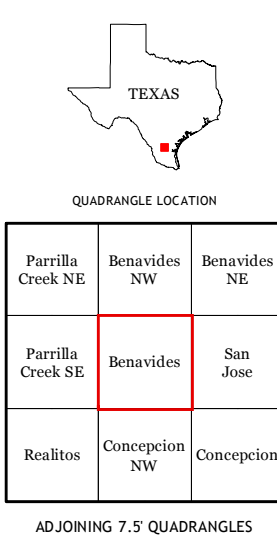 TEXAS
QUADRANGLE LOCATION
Parrilla
Creek NE
Benavides
NW
Benavides
NE
Parrilla
Creek SE
Benavides
San
Jose
Realitos
Concepcion
NW
Concepcion
ADJOINING 7.5' QUADRANGLES